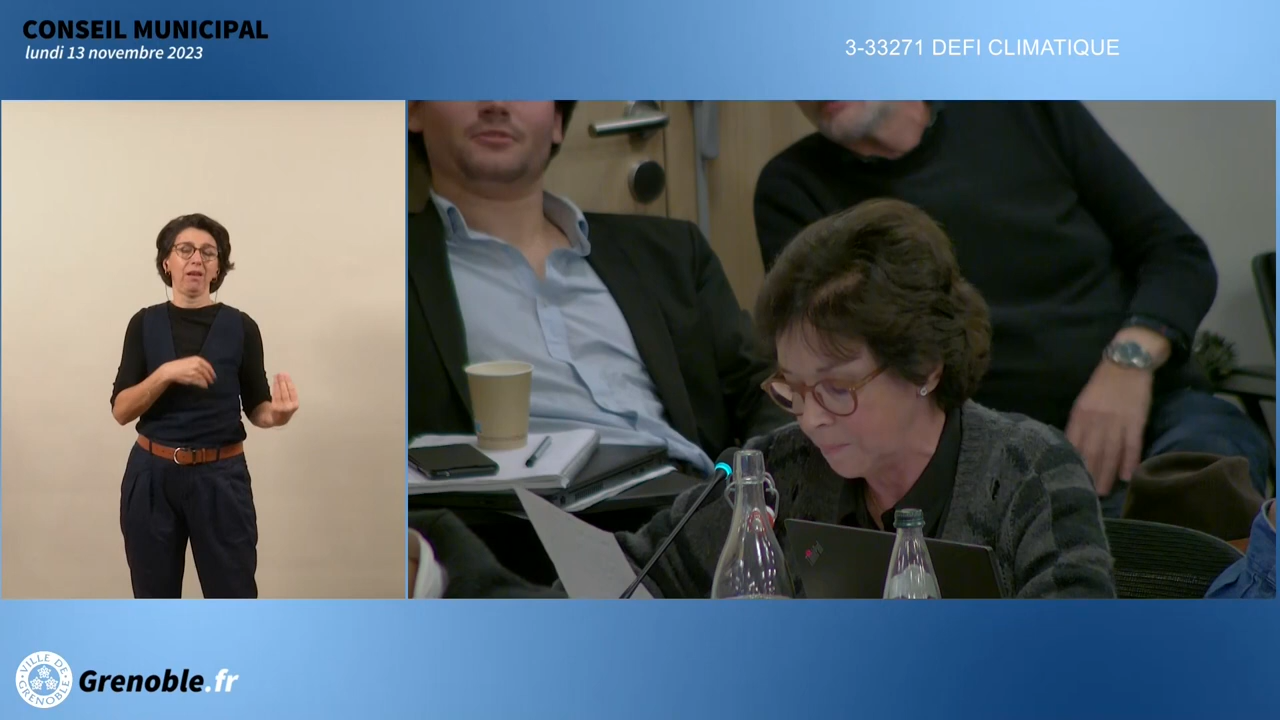 CONSEIL MUNICIPAL
lundi 13 novembre 2023
3-33271 DEFI CLIMATIQUE
VILLE DE
GRENOBLE
Grenoble.fr